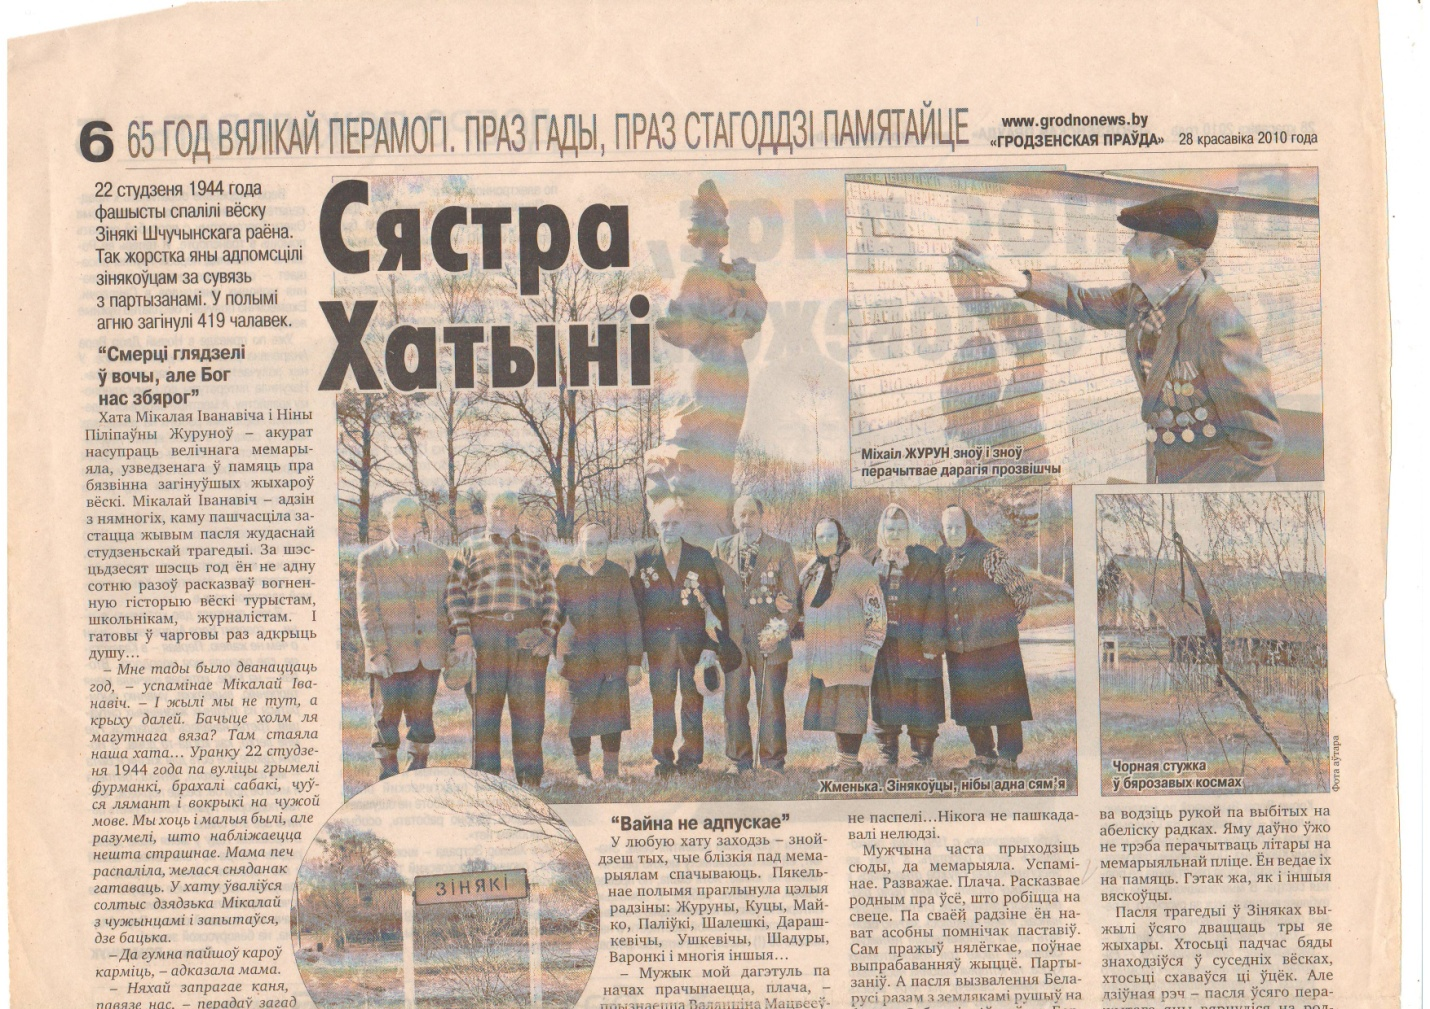 6 65 ГОД ВЯЛІКАЙ ПЕРАМОГІ. ПРАЗ ГАДЫ, ПРАЗ СТАГОДДЗІ ПАМЯТАЙЦЕ
www.grodnonews.by
«ГРОДЗЕНСКАЯ ПРАЎДА» 28 красавіка 2010 года
22 студзеня 1944 года
фашысты спалілі вёску
Зінякі Шчучынскага раёна.
Так жорстка яны адпомсцілі
зінякоўцам за сувязь
з партызанамі. У полымі
агню загінулі 419 чалавек.
Сястра
Хатыні
“Смерці глядзелі
ў вочы, але Бог
нас збярог”
Хата Мікалая Іванавіча і Ніны
Піліпаўны Журуноў – акурат
насупраць велічнага мемары-
яла, узведзенага ў памяць пра
бязвінна загінуўшых жыхароў
вёскі. Мікалай Іванавіч – адзін
з нямногіх, каму пашчасціла за-
стацца жывым пасля жудаснай
студзеньскай трагедыі. За шэс-
цьдзесят шэсць год ён не адну
сотню разоў расказваў вогнен-
ную гісторыю вёскі турыстам,
школьнікам, журналістам. І
гатовы ў чарговы раз адкрыць
душу…
– Мне тады было дванаццаць
год, – успамінае Мікалай Іва-
навіч. – І жылі мы не тут, а
крыху далей. Бачыце холм ля
магутнага вяза? Там стаяла
наша хата… Уранку 22 студзе-
ня 1944 года па вуліцы грымелі
фурманкі, брахалі сабакі, чуў-
ся лямант і вокрыкі на чужой
мове. Мы хоць і малыя былі, але
разумелі, што набліжаецца
нешта страшнае. Мама печ
распаліла, мелася сняданак
гатаваць. У хату ўваліўся
солтыс дзядзька Мікалай
з чужынцамі і запытаўся,
дзе бацька.
– Да гумна пайшоў кароў
карміць, – адказала мама.
– Няхай запрагае каня,
павязе нас, – перадаў загад
Міхаіл ЖУРУН зноў і зноў
перачытвае дарагія прозвішчы
Жменька. Зінякоўцы, нібы адна сям’я
Чорная стужка
ў бярозавых космах
Фота аўтара
ЗІНЯКІ
“Вайна не адпускае”
У любую хату заходзь – зной-
дзеш тых, чые блізкія пад мема-
рыялам спачываюць. Пякель-
нае полымя праглынула цэлыя
радзіны: Журуны, Куцы, Май-
ко, Паліўкі, Шалешкі, Дараш-
кевічы, Ушкевічы, Шадуры,
Варонкі і многія іншыя…
– Мужык мой дагэтуль па
начах прачынаецца, плача, –
прызнаецца Валянціна Мацвееў-
не паспелі…Нікога не пашкада-
валі нелюдзі.
Мужчына часта прыходзіць
сюды, да мемарыяла. Успамі-
нае. Разважае. Плача. Расказвае
родным пра ўсё, што робіцца на
свеце. Па сваёй радзіне ён на-
ват асобны помнічак паставіў.
Сам пражыў нялёгкае, поўнае
выпрабаванняў жыццё. Парты-
заніў. А пасля вызвалення Бела-
русі разам з землякамі рушыў на
ва водзіць рукой па выбітых на
абеліску радках. Яму даўно ўжо
не трэба перачытваць літары на
мемарыяльнай пліце. Ён ведае іх
на памяць. Гэтак жа, як і іншыя
вяскоўцы.
Пасля трагедыі ў Зіняках вы-
жылі ўсяго дваццаць тры яе
жыхары. Хтосьці падчас бяды
знаходзіўся ў суседніх вёсках,
хтосьці схаваўся ці ўцёк. Але
дзіўная рэч – пасля ўсяго пера-